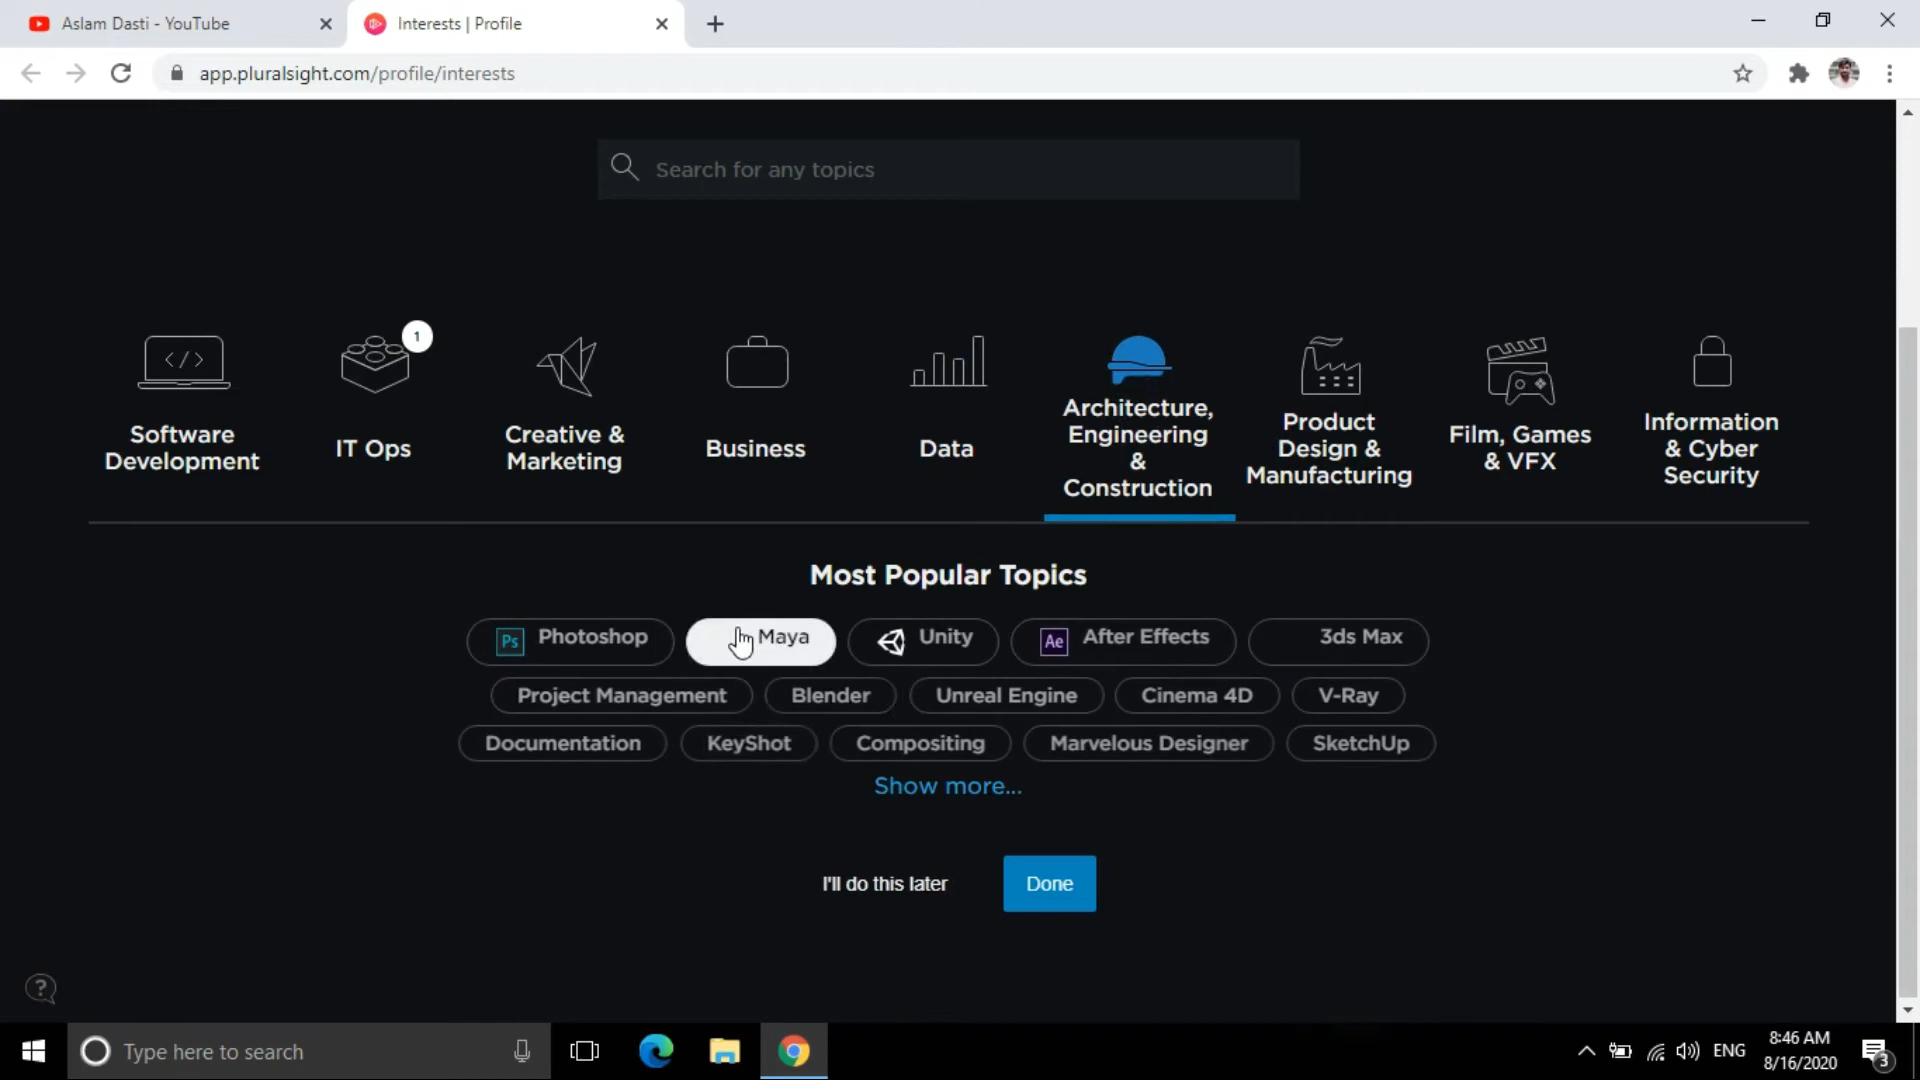 Aslam Dasti - YouTube
Interests | Profile
app.pluralsight.com/profile/interests
Search for any topics
1
Software
Development
IT Ops
Creative &
Marketing
Business
Data
Architecture,
Engineering
&
Construction
Product
Design &
Manufacturing
Film, Games
& VFX
Information
& Cyber
Security
Most Popular Topics
Ps Photoshop
Maya
Unity
Ae After Effects
3ds Max
Project Management
Blender
Unreal Engine
Cinema 4D
V-Ray
Documentation
KeyShot
Compositing
Marvelous Designer
SketchUp
Show more...
I'll do this later
Done
?
Type here to search
ENG
8:46 AM
8/16/2020
3